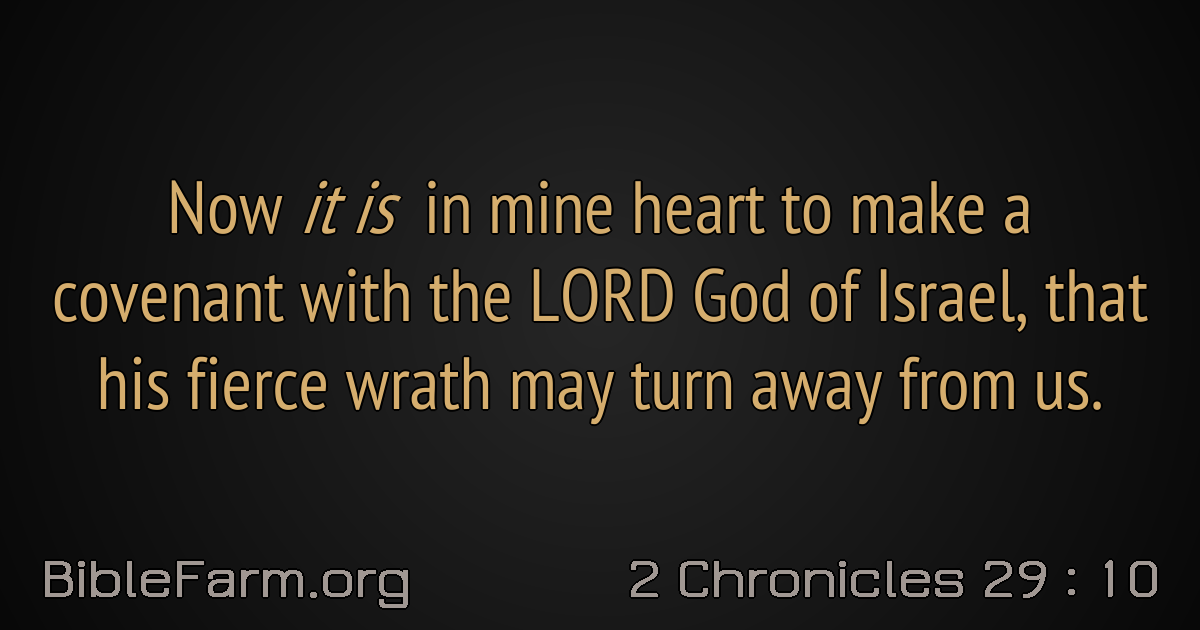 Now it is in mine heart to make a
covenant with the LORD God of Israel, that
his fierce wrath may turn away from us.
BibleFarm.org
2 Chronicles 29 : 10